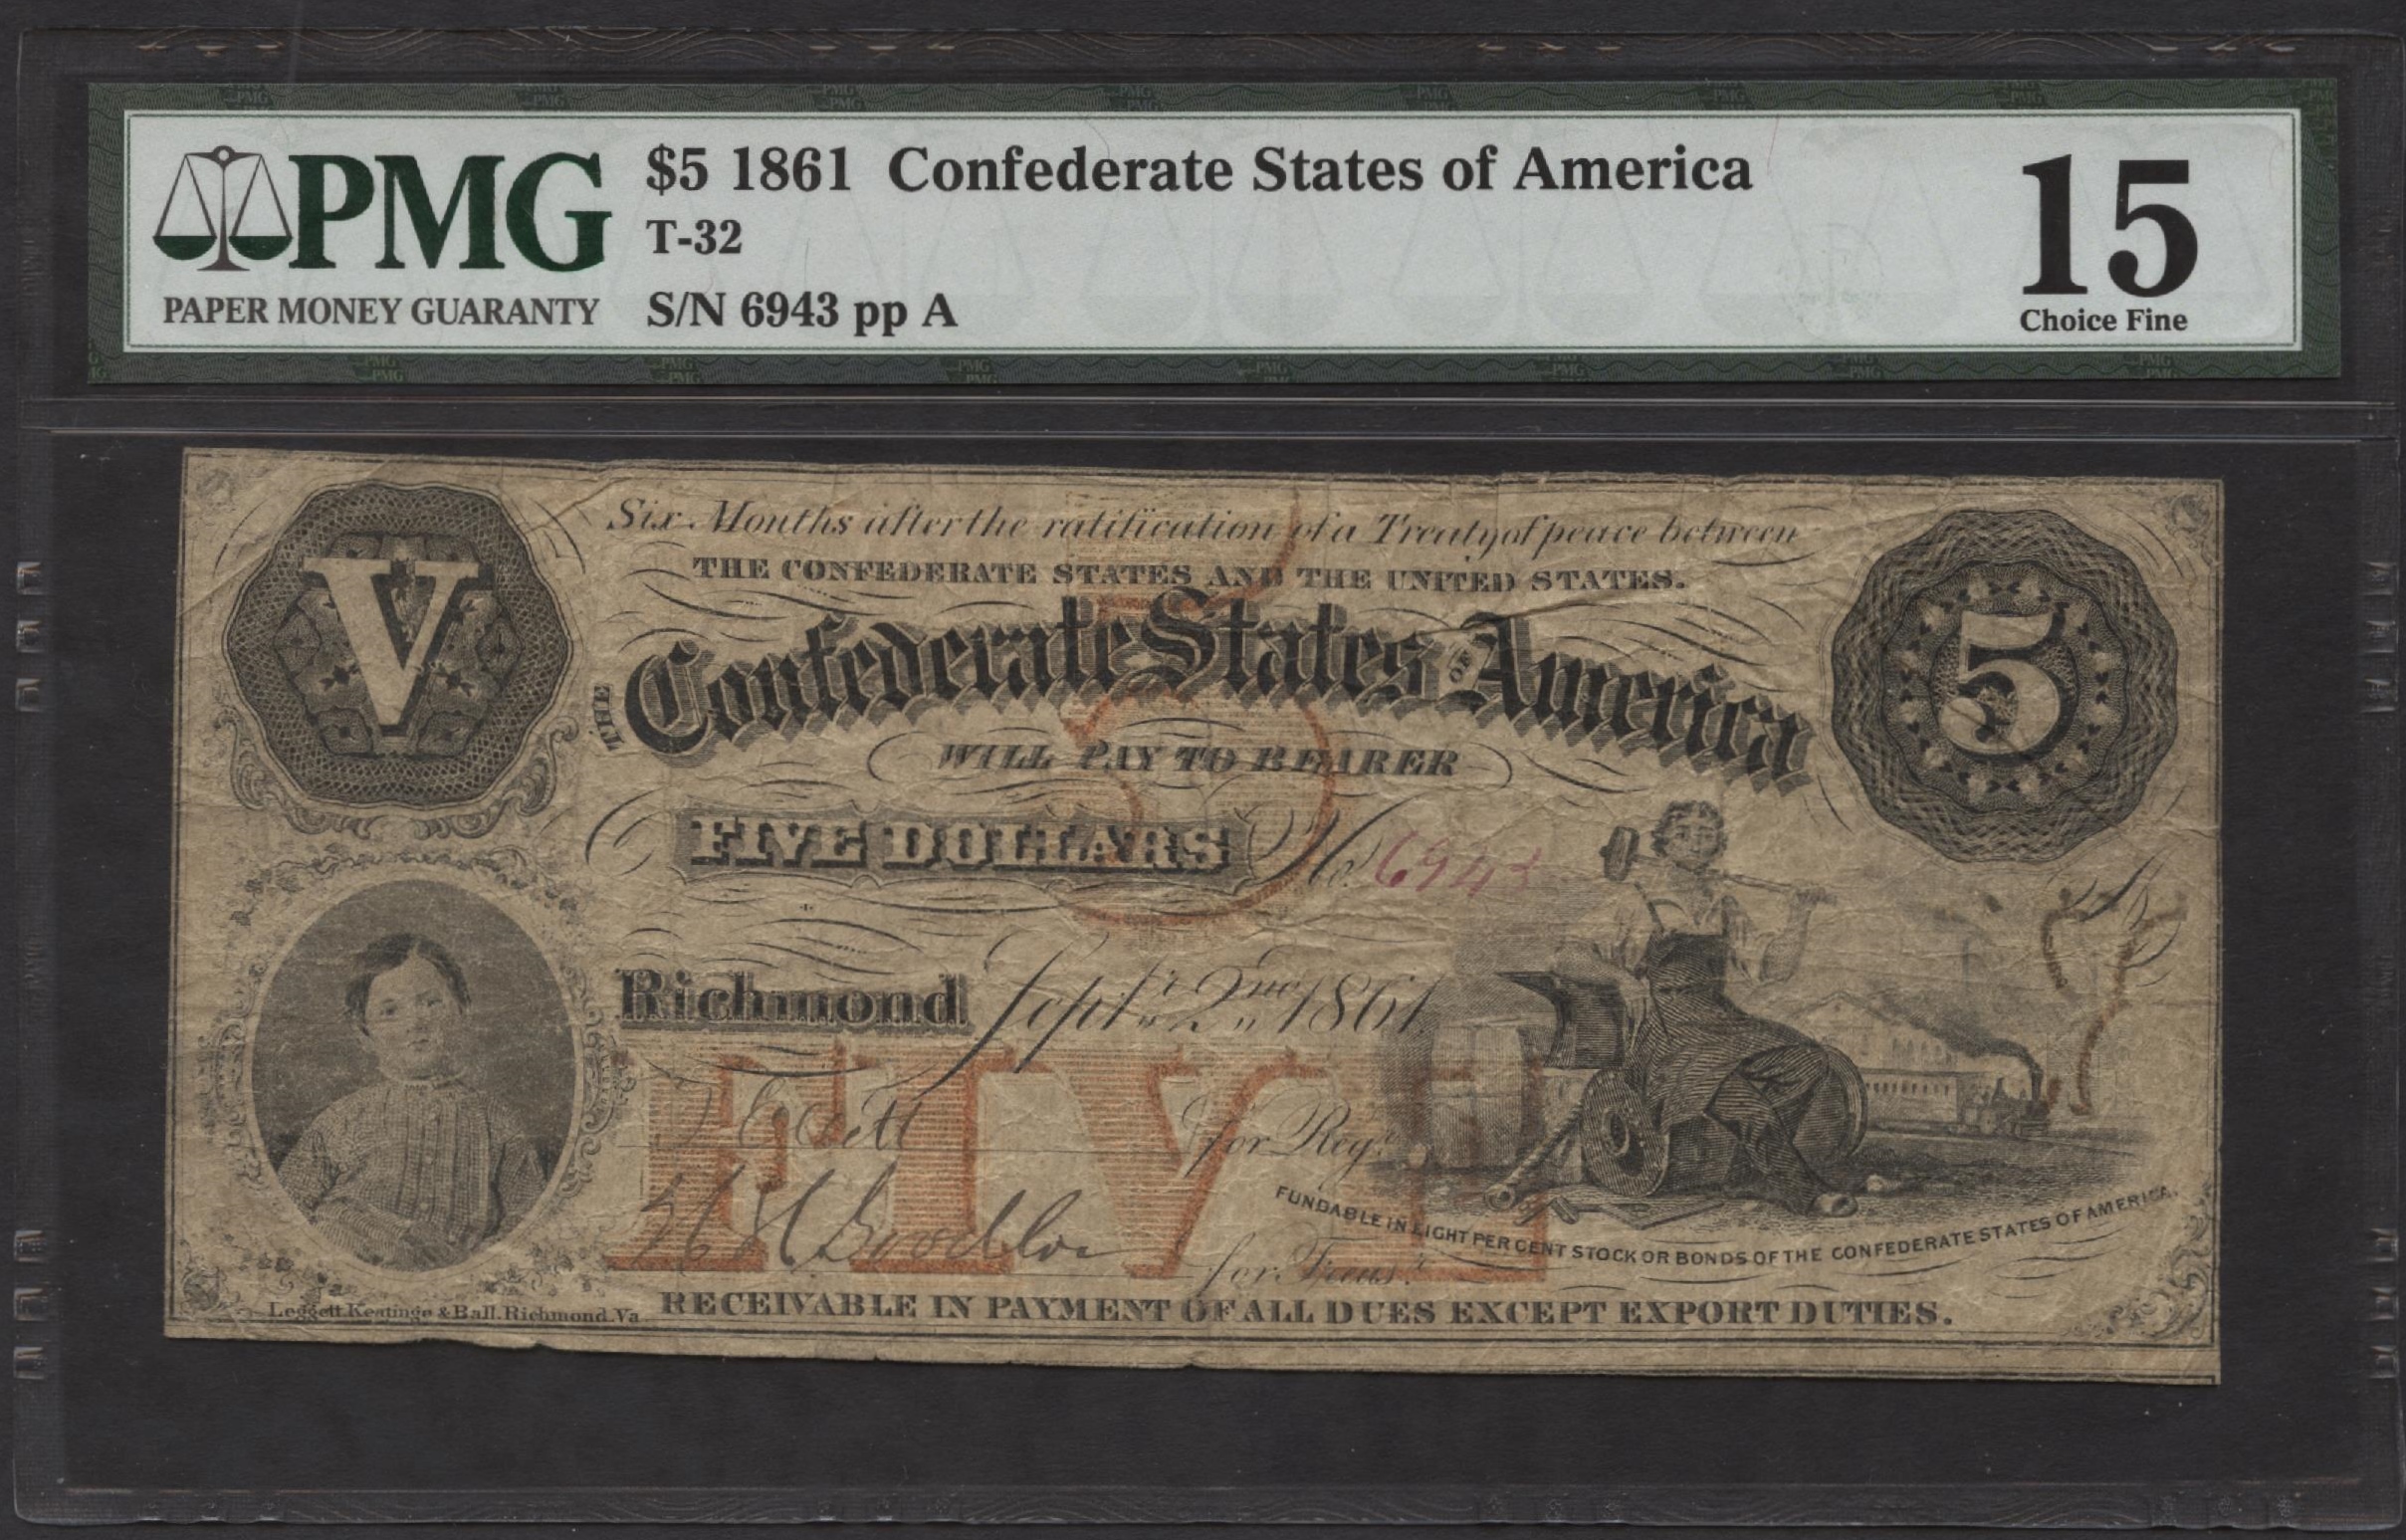 PMG
PAPER MONEY GUARANTY
$5 1861 Confederate States of America
T-32
S/N 6943 pp A
15
Choice Fine
V
5
Six Months after the ratification of a Treaty of peace between
THE CONFEDERATE STATES AND THE UNITED STATES.
THE Confederate States OF America
WILL PAY TO BEARER
FIVE DOLLARS
No. 6943
A
Richmond Sept. 2nd 1861
FIVE
for Regr.
for Treasr.
FUNDABLE IN EIGHT PER CENT STOCK OR BONDS OF THE CONFEDERATE STATES OF AMERICA.
Leggett Keatinge & Ball. Richmond. Va
RECEIVABLE IN PAYMENT OF ALL DUES EXCEPT EXPORT DUTIES.